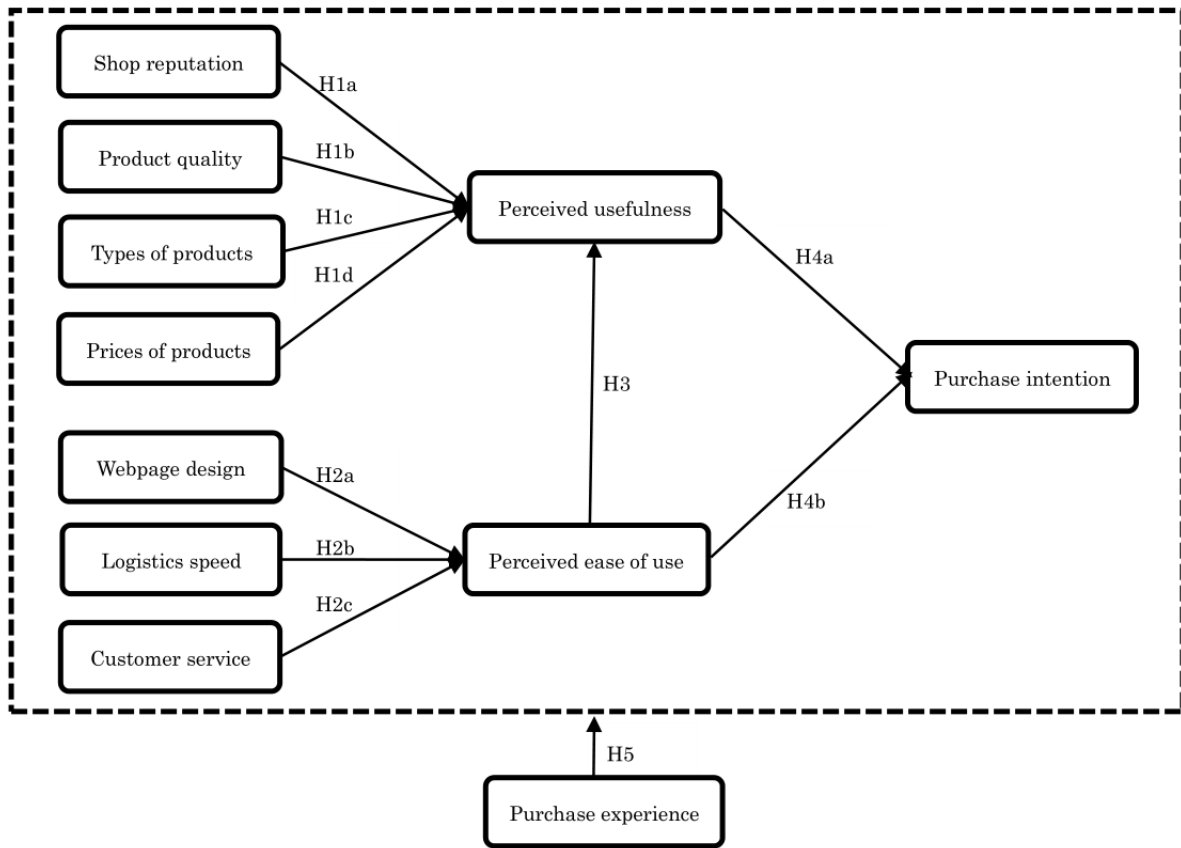 Shop reputation
H1a
Product quality
H1b
Perceived usefulness
Types of products
H1c
H1d
H4a
Prices of products
H3
Purchase intention
Webpage design
H2a
H4b
Logistics speed
H2b
Perceived ease of use
H2c
Customer service
H5
Purchase experience